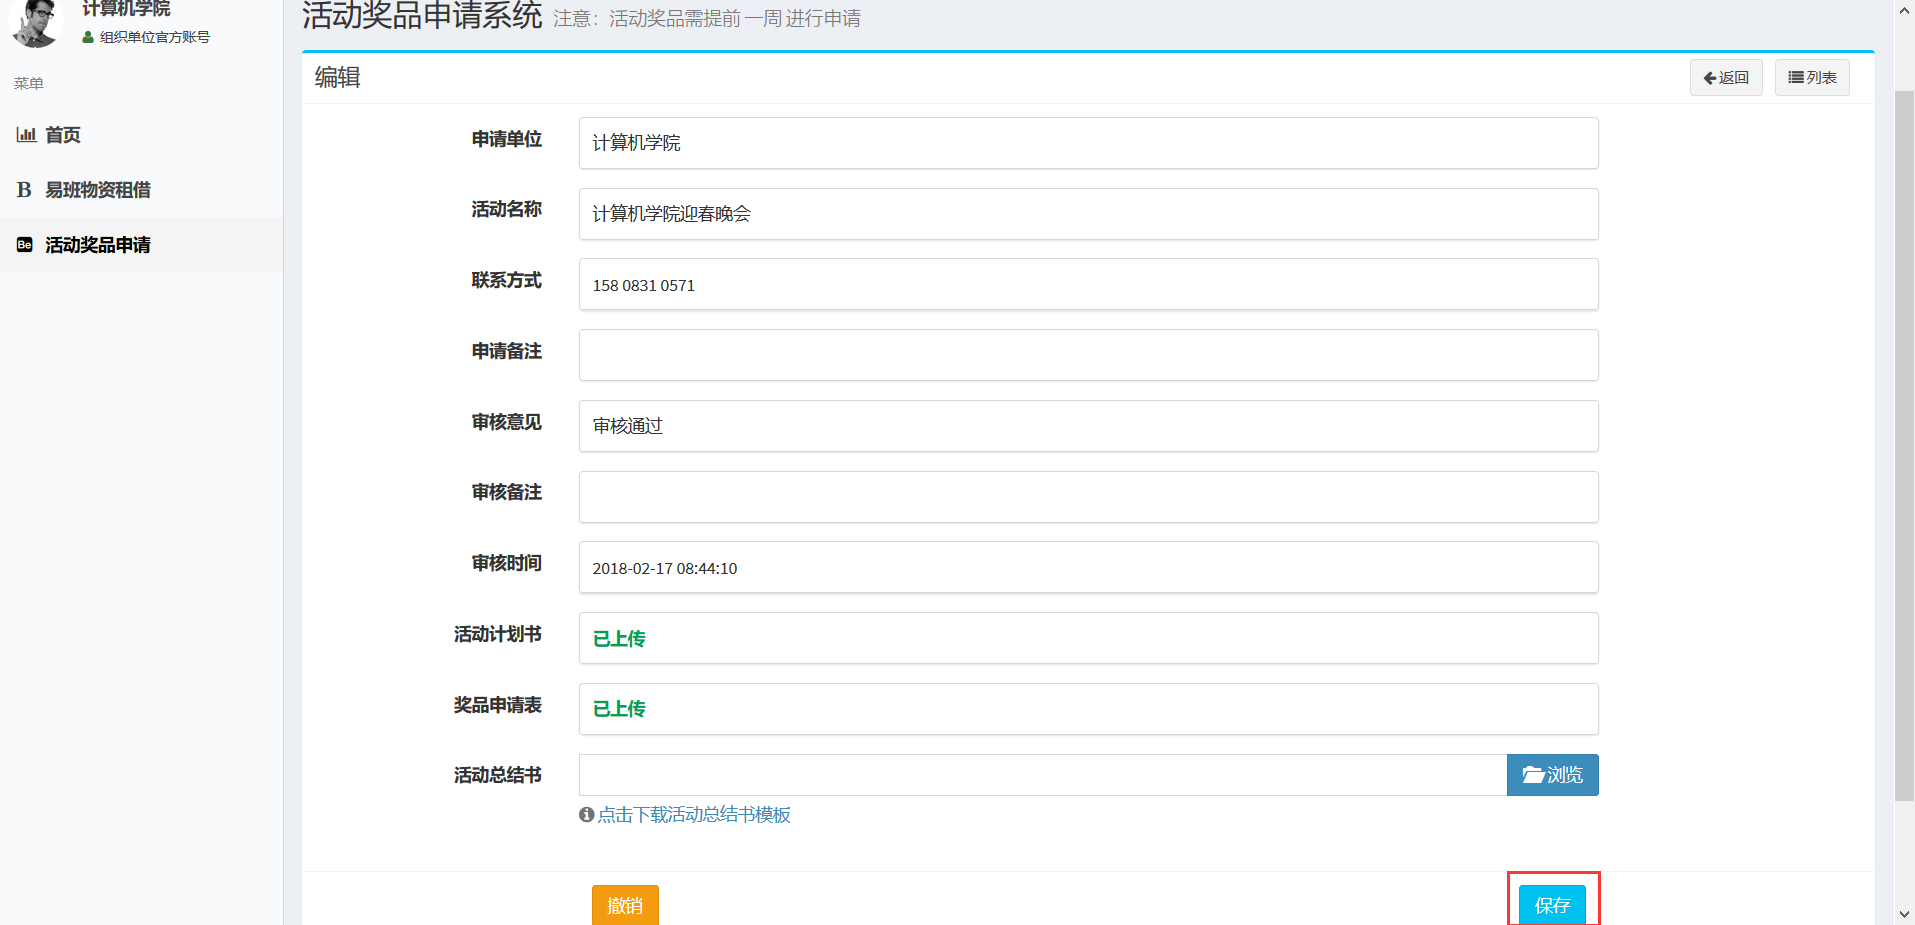 计算机学院
组织单位官方账号
菜单
首页
B 易班物资租借
Be 活动奖品申请
活动奖品申请系统 注意：活动奖品需提前一周进行申请
编辑
返回
列表
申请单位 计算机学院
活动名称 计算机学院迎春晚会
联系方式 158 0831 0571
申请备注
审核意见 审核通过
审核备注
审核时间 2018-02-17 08:44:10
活动计划书 已上传
奖品申请表 已上传
活动总结书 浏览
点击下载活动总结书模板
撤销 保存